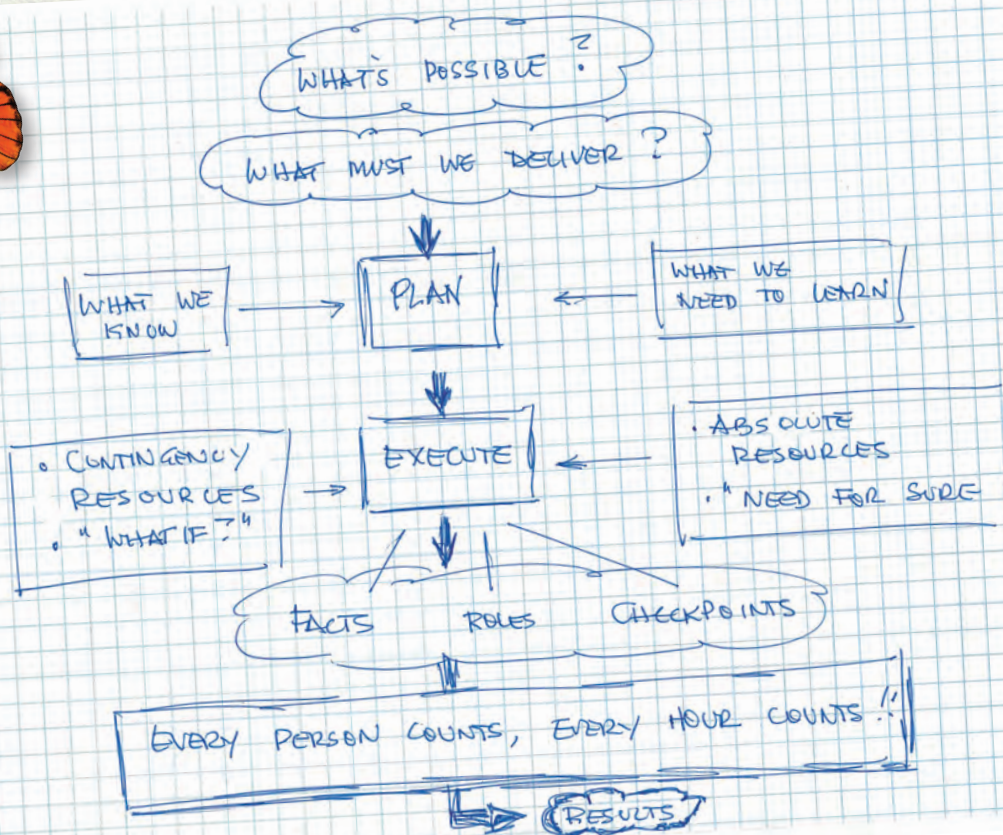 WHAT'S POSSIBLE ?
WHAT MUST WE DELIVER ?
WHAT WE
KNOW
PLAN
WHAT WE
NEED TO LEARN
• CONTINGENCY
RESOURCES
• "WHAT IF ?"
EXECUTE
• ABSOLUTE
RESOURCES
• "NEED FOR SURE
FACTS ROLES CHECKPOINTS
EVERY PERSON COUNTS, EVERY HOUR COUNTS !!
RESULTS